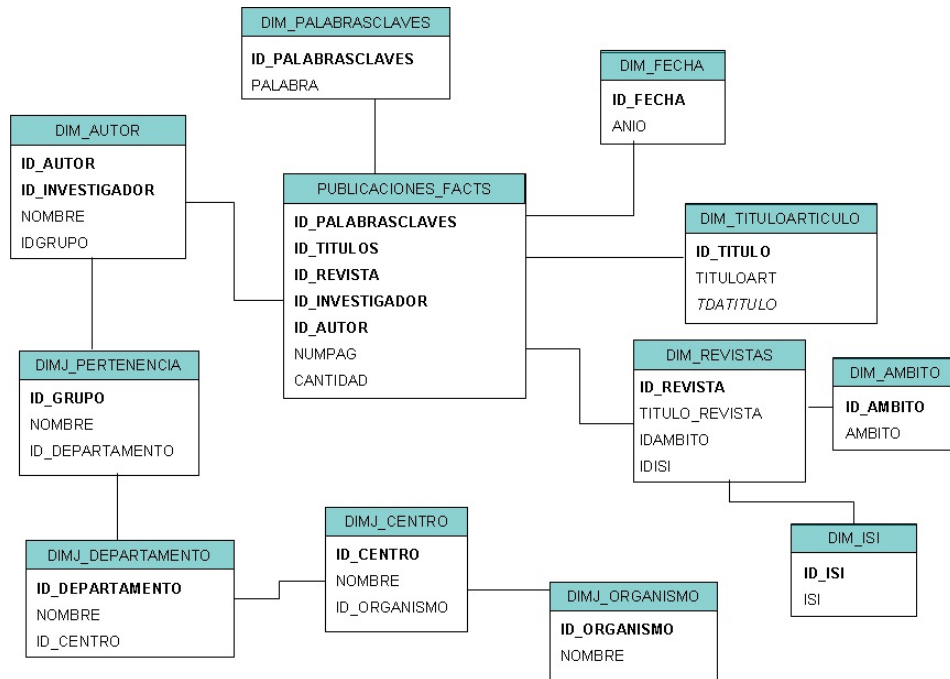 DIM_PALABRASCLAVES
ID_PALABRASCLAVES
PALABRA
DIM_FECHA
ID_FECHA
ANIO
DIM_AUTOR
ID_AUTOR
ID_INVESTIGADOR
NOMBRE
IDGRUPO
PUBLICACIONES_FACTS
ID_PALABRASCLAVES
ID_TITULOS
ID_REVISTA
ID_INVESTIGADOR
ID_AUTOR
NUMPAG
CANTIDAD
DIM_TITULOARTICULO
ID_TITULO
TITULOART
TDATITULO
DIMJ_PERTENENCIA
ID_GRUPO
NOMBRE
ID_DEPARTAMENTO
DIM_REVISTAS
ID_REVISTA
TITULO_REVISTA
IDAMBITO
IDISI
DIM_AMBITO
ID_AMBITO
AMBITO
DIMJ_DEPARTAMENTO
ID_DEPARTAMENTO
NOMBRE
ID_CENTRO
DIMJ_CENTRO
ID_CENTRO
NOMBRE
ID_ORGANISMO
DIM_ISI
ID_ISI
ISI
DIMJ_ORGANISMO
ID_ORGANISMO
NOMBRE